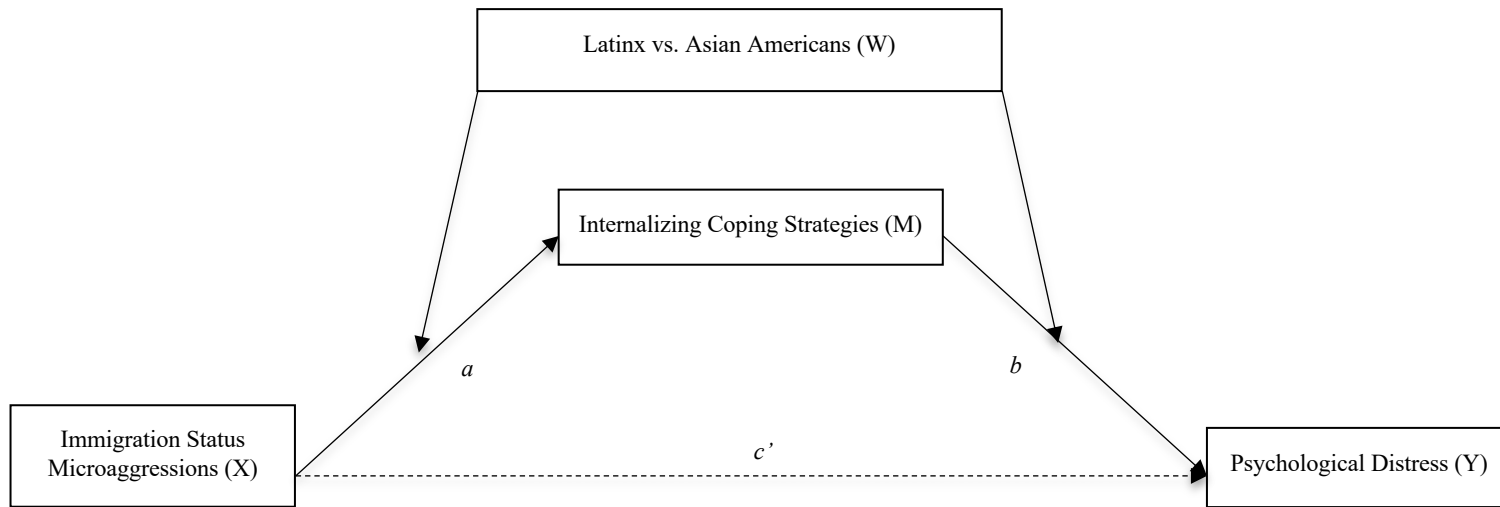 Latinx vs. Asian Americans (W)
Internalizing Coping Strategies (M)
a
b
Immigration Status
Microaggressions (X)
c’
Psychological Distress (Y)